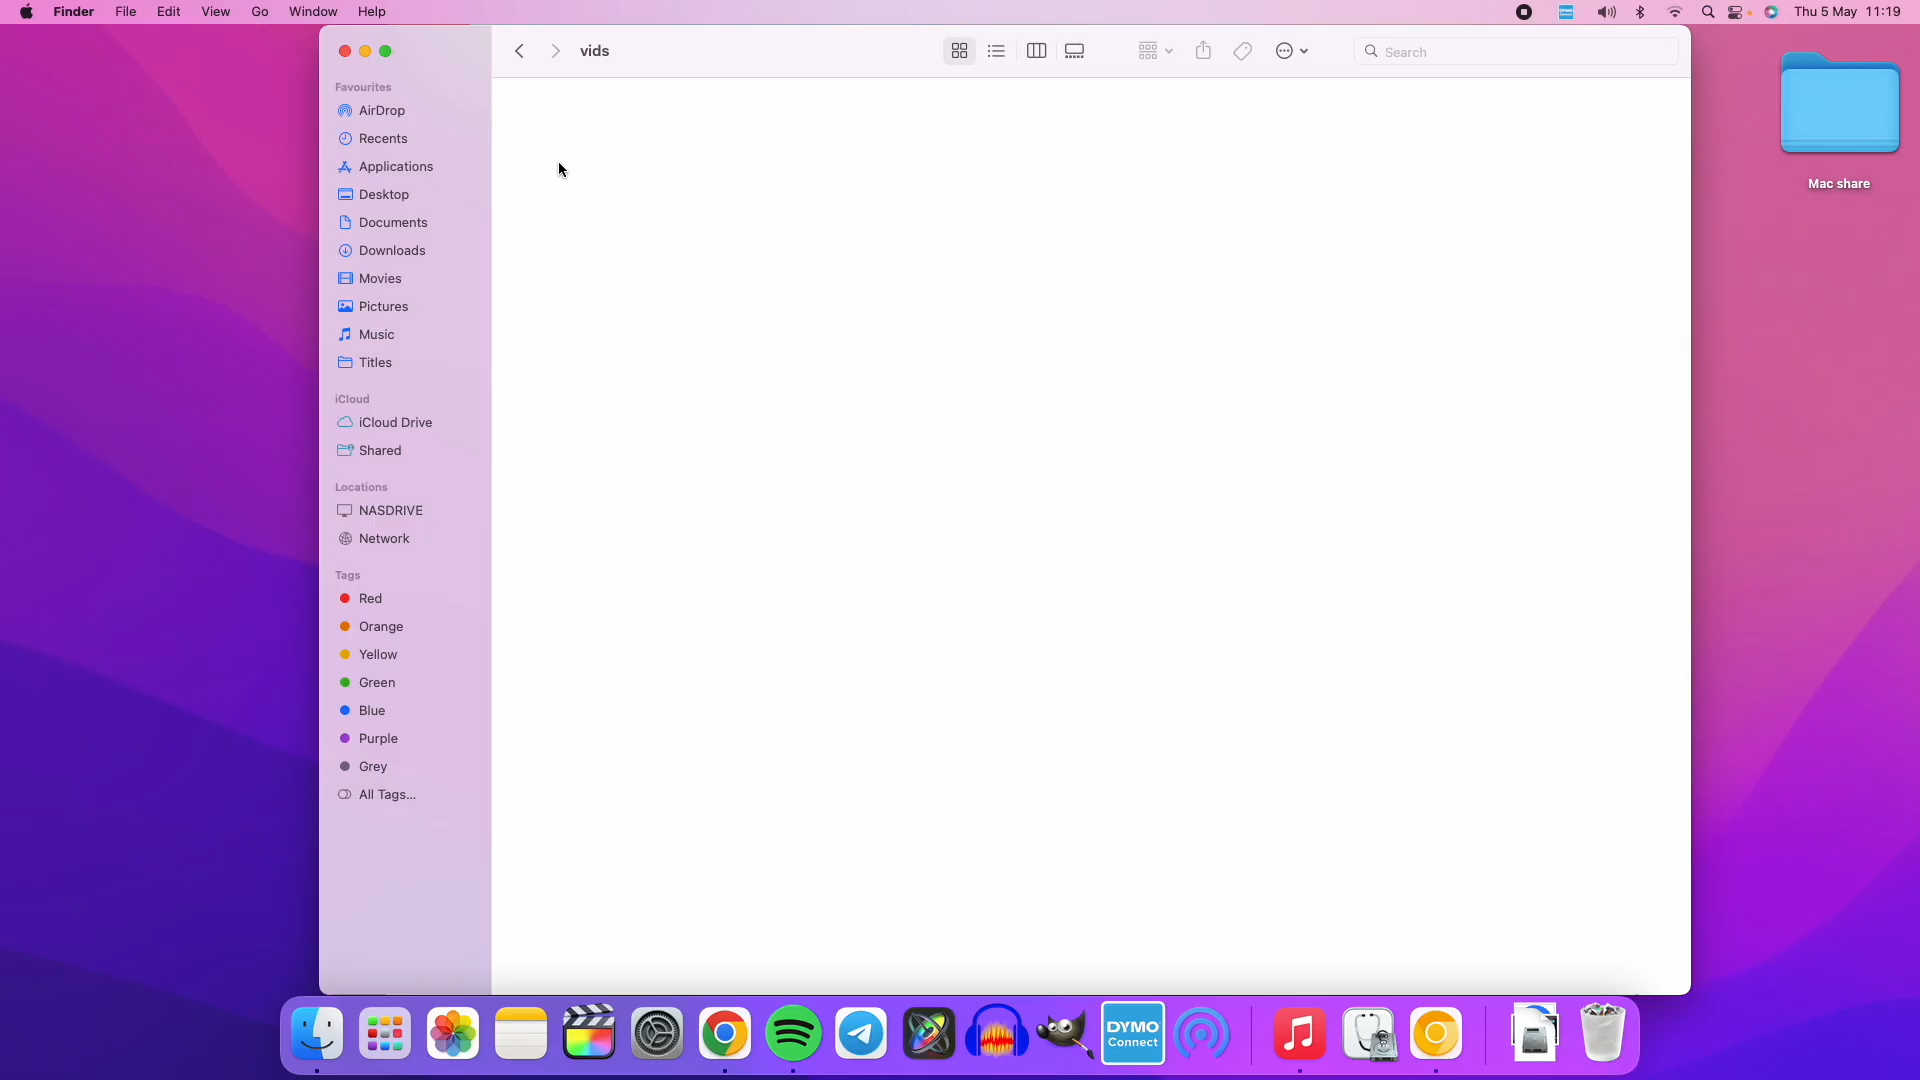 Finder File Edit View Go Window Help Thu 5 May 11:19
vids
Search
Favourites
AirDrop
Recents
Applications
Desktop
Documents
Downloads
Movies
Pictures
Music
Titles
iCloud
iCloud Drive
Shared
Locations
NASDRIVE
Network
Tags
Red
Orange
Yellow
Green
Blue
Purple
Grey
All Tags...
Mac share
DYMO
Connect